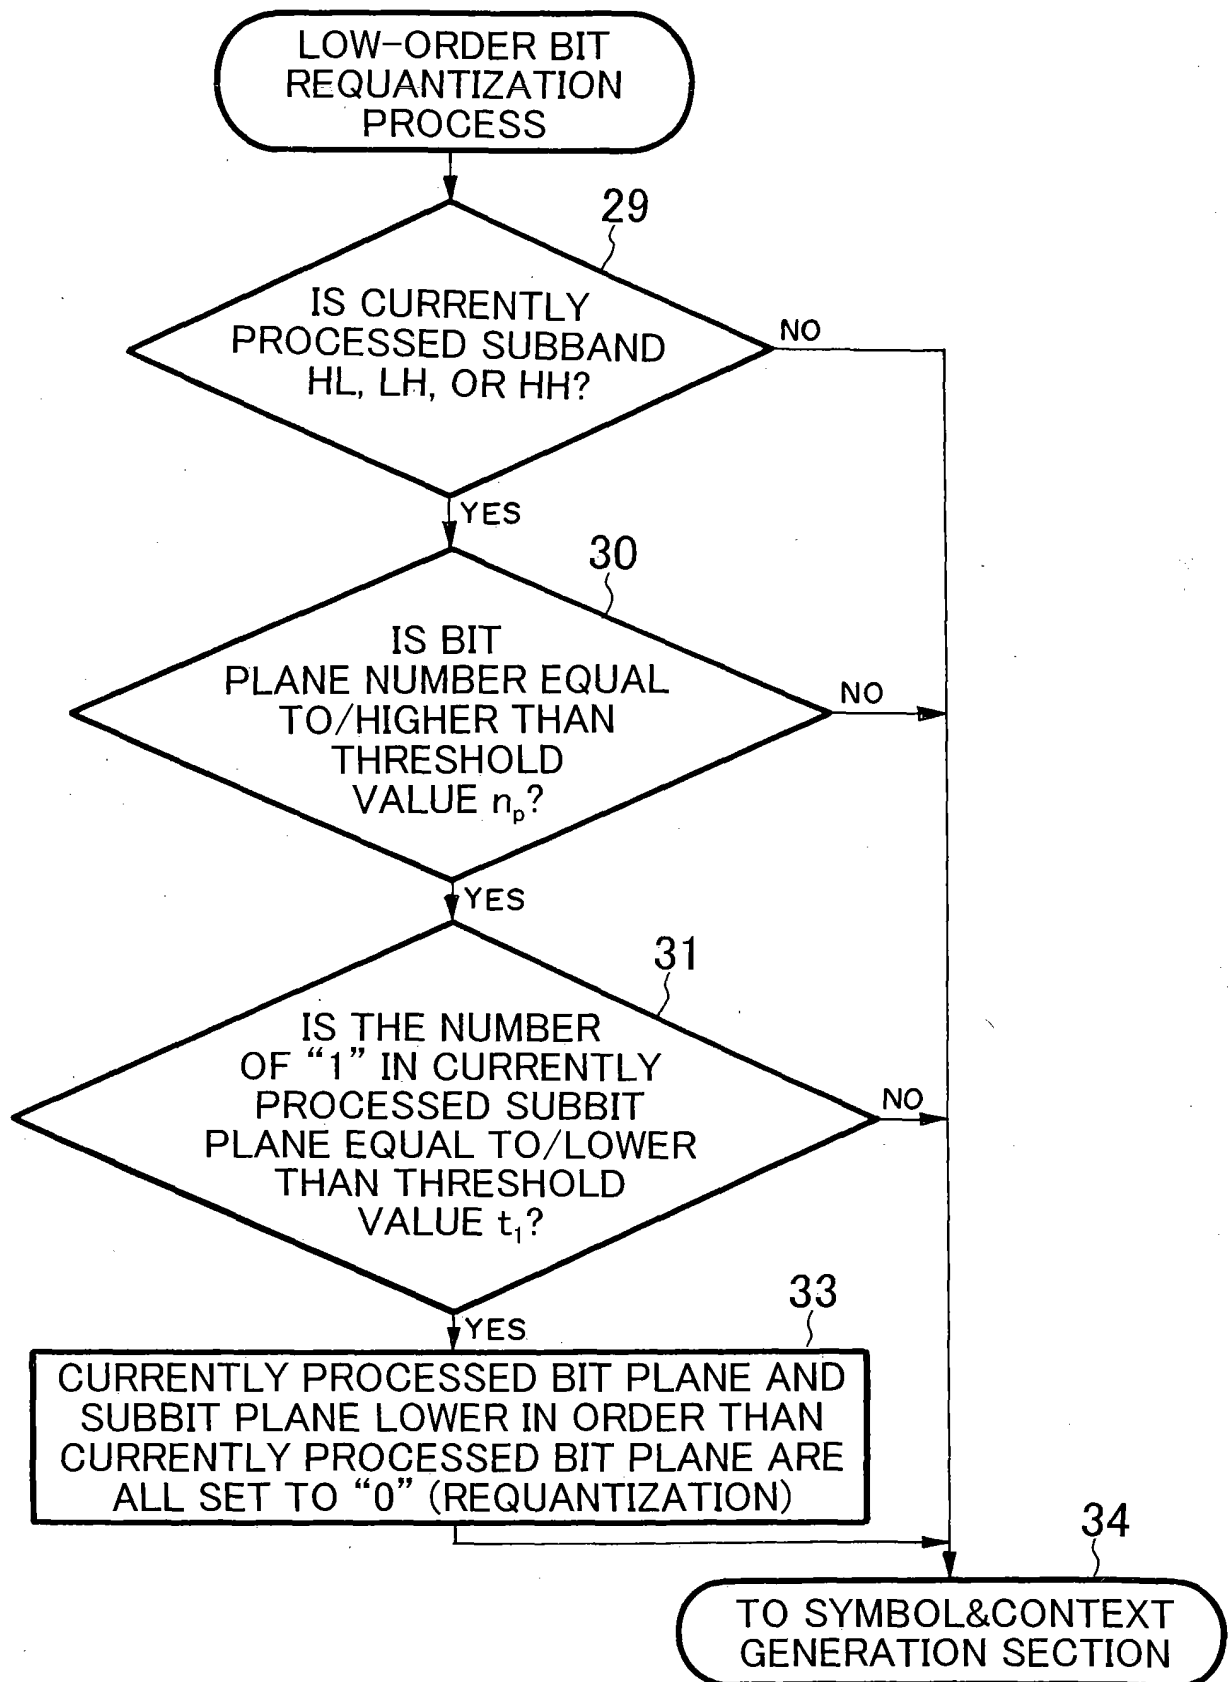 LOW-ORDER BIT
REQUANTIZATION
PROCESS
29
IS CURRENTLY
PROCESSED SUBBAND
HL, LH, OR HH?
NO
YES
30
IS BIT
PLANE NUMBER EQUAL
TO/HIGHER THAN
THRESHOLD
VALUE nₚ?
NO
YES
31
IS THE NUMBER
OF “1” IN CURRENTLY
PROCESSED SUBBIT
PLANE EQUAL TO/LOWER
THAN THRESHOLD
VALUE t₁?
NO
YES
33
CURRENTLY PROCESSED BIT PLANE AND
SUBBIT PLANE LOWER IN ORDER THAN
CURRENTLY PROCESSED BIT PLANE ARE
ALL SET TO “0” (REQUANTIZATION)
34
TO SYMBOL&CONTEXT
GENERATION SECTION